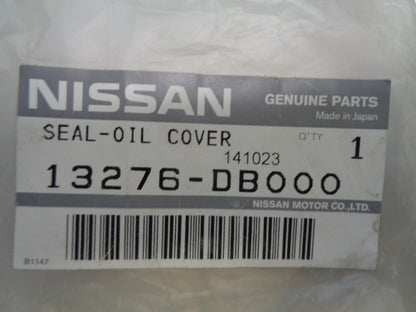 NISSAN
GENUINE PARTS
Made in Japan
SEAL-OIL COVER
Q'TY
1
141023
13276-DB000
NISSAN MOTOR CO.,LTD.
B1147